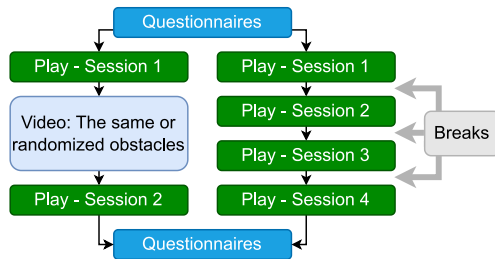 Questionnaires
Play - Session 1
Video: The same or
randomized obstacles
Play - Session 2
Play - Session 1
Play - Session 2
Play - Session 3
Play - Session 4
Breaks
Questionnaires